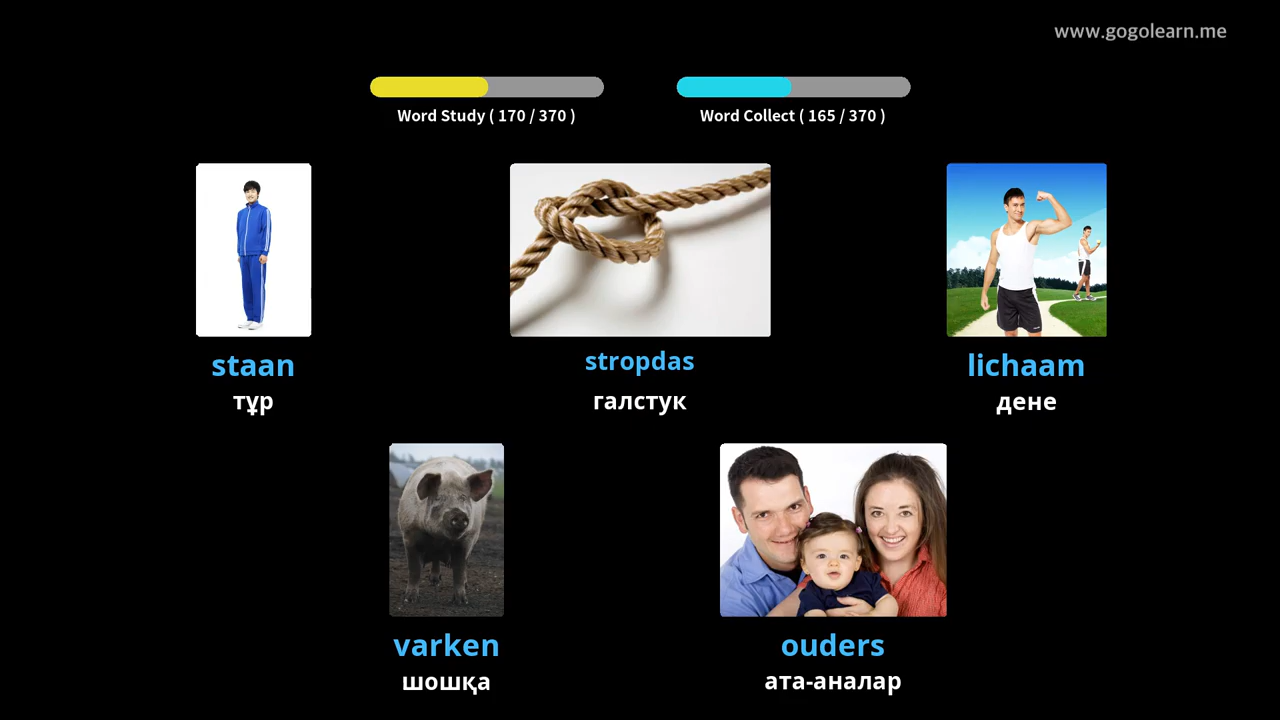 www.gogolearn.me
Word Study ( 170 / 370 )
Word Collect ( 165 / 370 )
staan
тұр
stropdas
галстук
lichaam
дене
varken
шошқа
ouders
ата-аналар